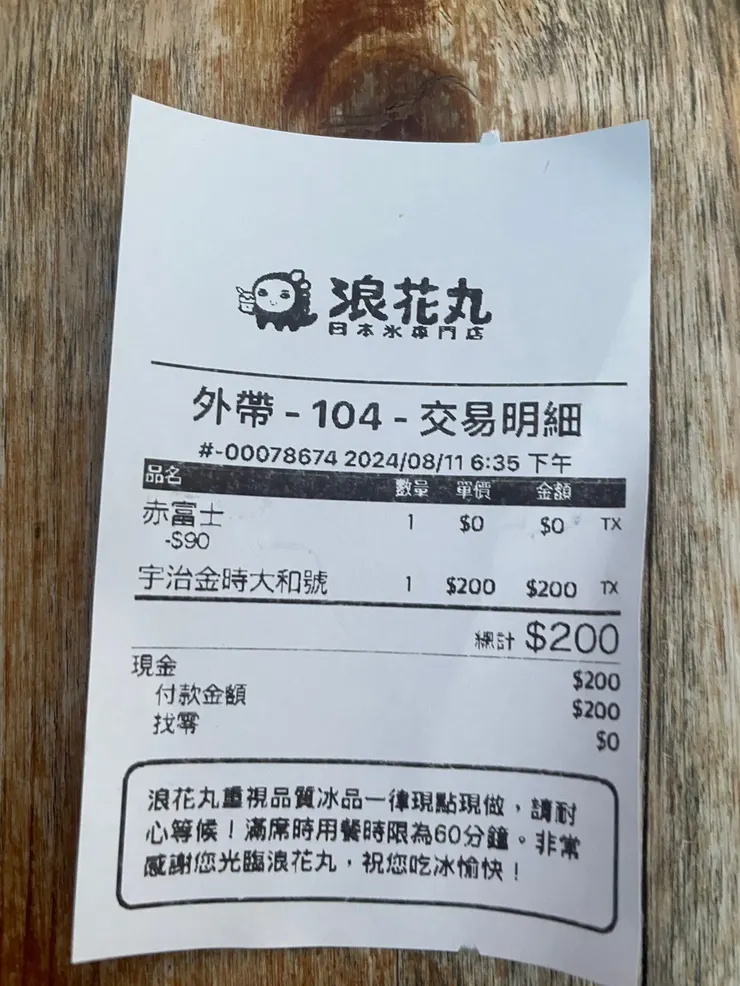 浪花丸
日本氷專門店
外帶 - 104 - 交易明細
#-00078674 2024/08/11 6:35 下午
品名 數量 單價 金額
赤富士 1 $0 $0 TX
-$90
宇治金時大和號 1 $200 $200 TX
總計 $200
現金 $200
付款金額 $200
找零 $0
浪花丸重視品質冰品一律現點現做，請耐
心等候！滿席時用餐時限為60分鐘。非常
感謝您光臨浪花丸，祝您吃冰愉快！